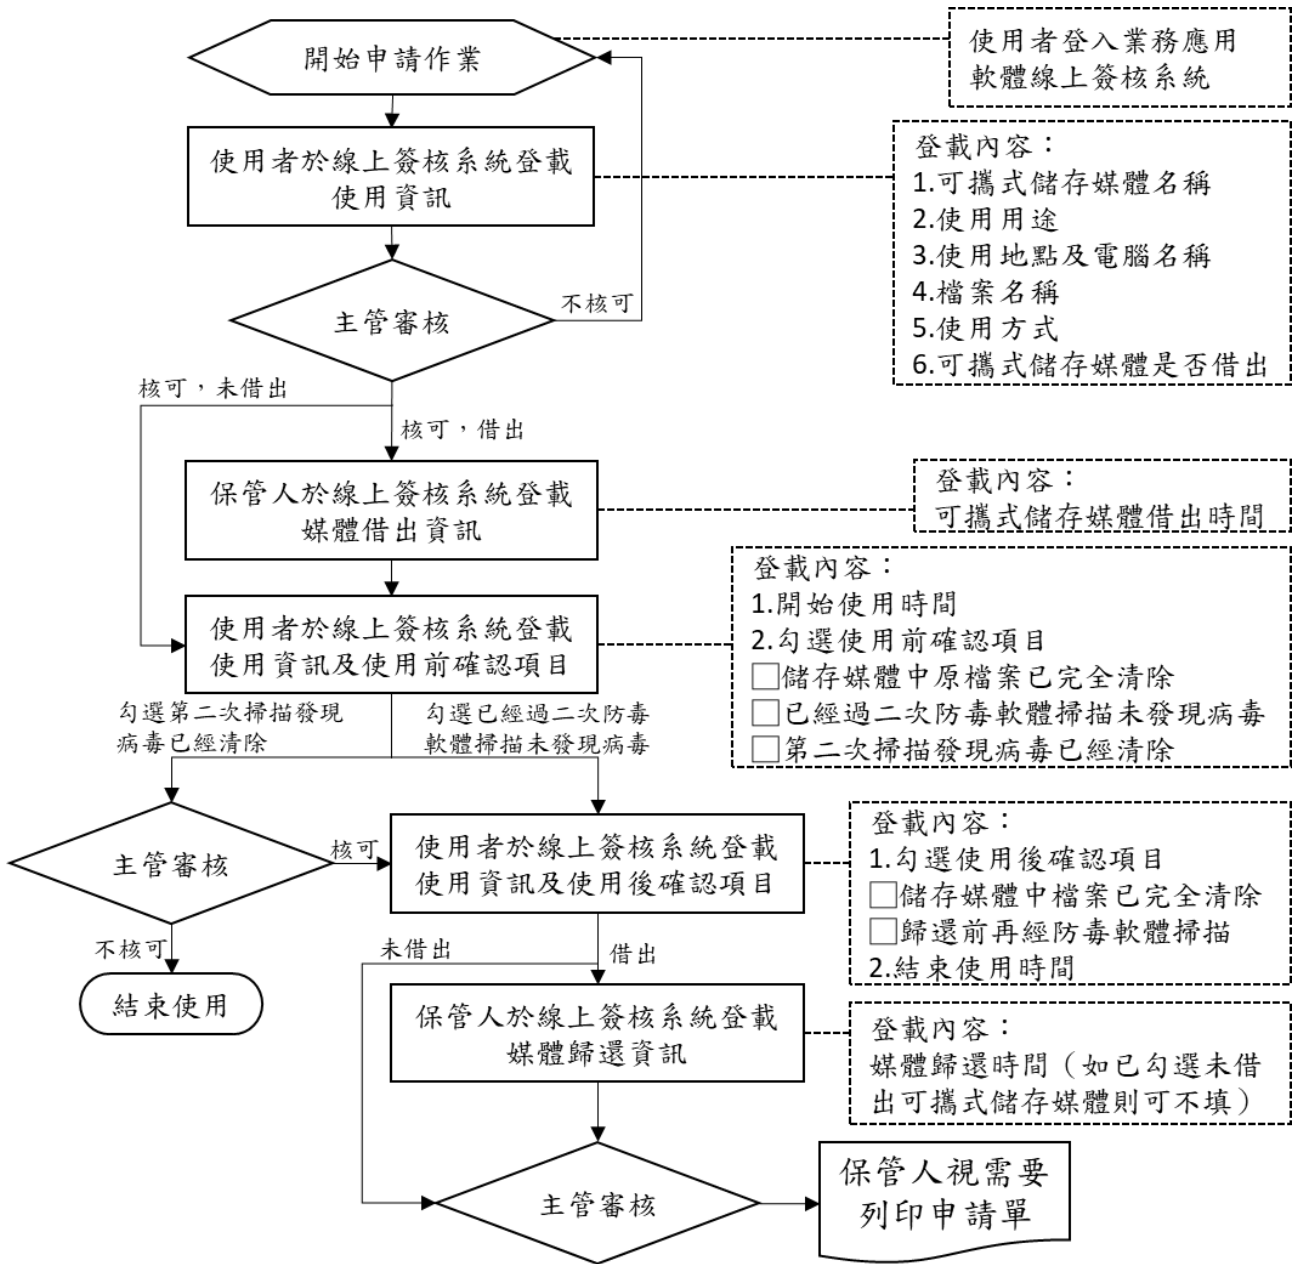 開始申請作業
使用者登入業務應用
軟體線上簽核系統
使用者於線上簽核系統登載
使用資訊
登載內容：
1.可攜式儲存媒體名稱
2.使用用途
3.使用地點及電腦名稱
4.檔案名稱
5.使用方式
6.可攜式儲存媒體是否借出
主管審核
不核可
核可，未借出
核可，借出
保管人於線上簽核系統登載
媒體借出資訊
登載內容：
可攜式儲存媒體借出時間
使用者於線上簽核系統登載
使用資訊及使用前確認項目
登載內容：
1.開始使用時間
2.勾選使用前確認項目
□儲存媒體中原檔案已完全清除
□已經過二次防毒軟體掃描未發現病毒
□第二次掃描發現病毒已經清除
勾選第二次掃描發現
病毒已經清除
勾選已經過二次防毒
軟體掃描未發現病毒
主管審核
核可
不核可
結束使用
使用者於線上簽核系統登載
使用資訊及使用後確認項目
登載內容：
1.勾選使用後確認項目
□儲存媒體中檔案已完全清除
□歸還前再經防毒軟體掃描
2.結束使用時間
未借出
借出
保管人於線上簽核系統登載
媒體歸還資訊
登載內容：
媒體歸還時間（如已勾選未借
出可攜式儲存媒體則可不填）
主管審核
保管人視需要
列印申請單